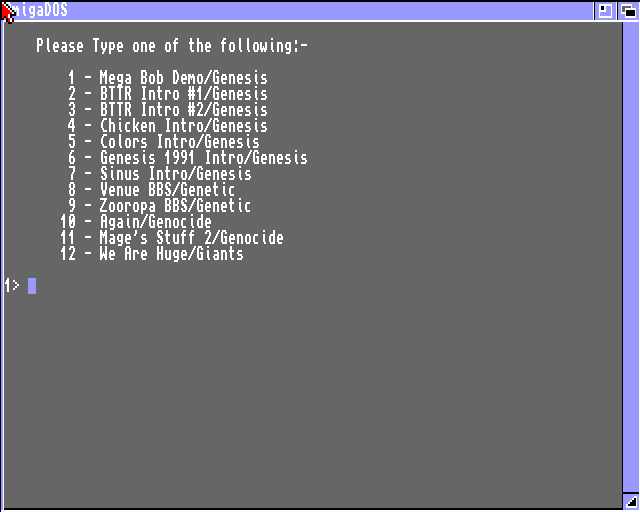 AmigaDOS
Please Type one of the following:-
1 - Mega Bob Demo/Genesis
2 - BTTR Intro #1/Genesis
3 - BTTR Intro #2/Genesis
4 - Chicken Intro/Genesis
5 - Colors Intro/Genesis
6 - Genesis 1991 Intro/Genesis
7 - Sinus Intro/Genesis
8 - Venue BBS/Genetic
9 - Zooropa BBS/Genetic
10 - Again/Genocide
11 - Mage's Stuff 2/Genocide
12 - We Are Huge/Giants
1>